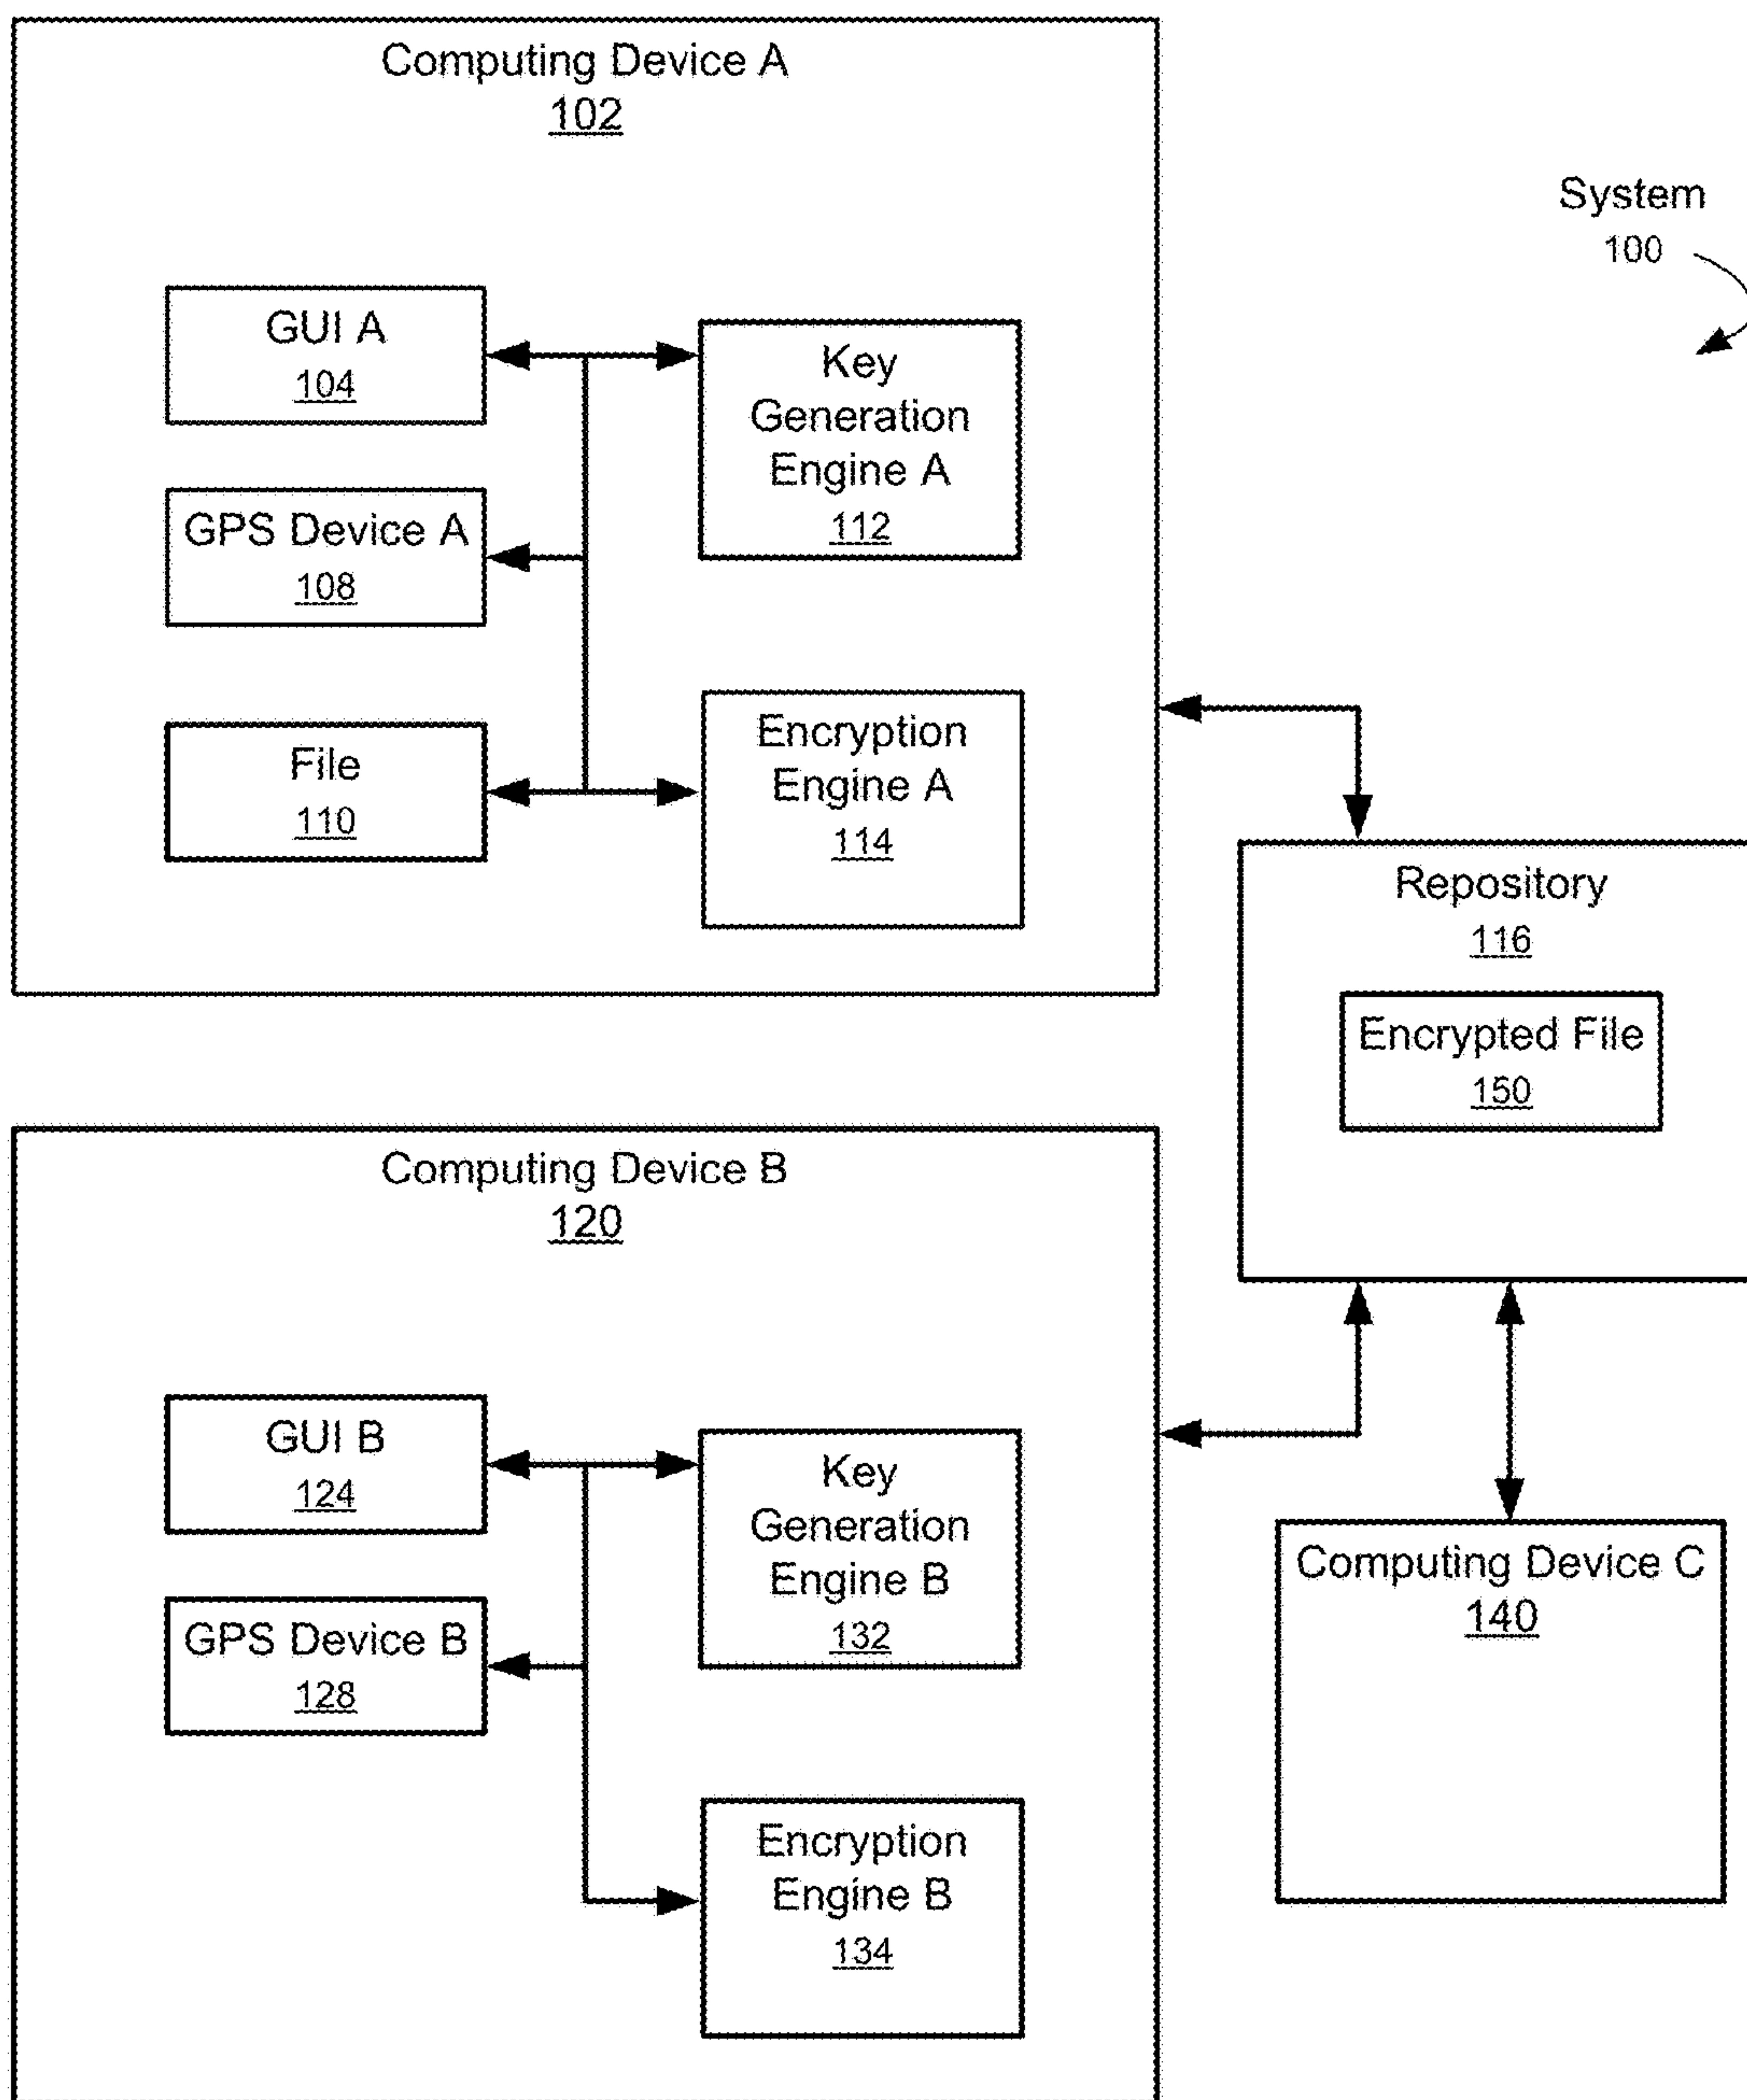 Computing Device A
102
System
100
GUI A
104
Key
Generation
Engine A
112
GPS Device A
108
File
110
Encryption
Engine A
114
Repository
116
Encrypted File
150
Computing Device B
120
GUI B
124
Key
Generation
Engine B
132
GPS Device B
128
Encryption
Engine B
134
Computing Device C
140